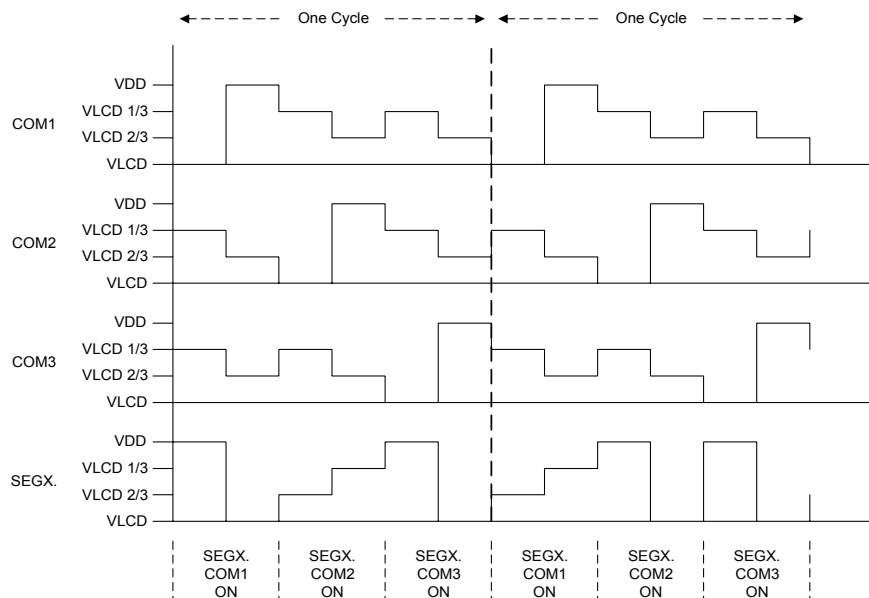 One Cycle One Cycle
COM1
VDD
VLCD 1/3
VLCD 2/3
VLCD
COM2
VDD
VLCD 1/3
VLCD 2/3
VLCD
COM3
VDD
VLCD 1/3
VLCD 2/3
VLCD
SEGX.
VDD
VLCD 1/3
VLCD 2/3
VLCD
SEGX. SEGX. SEGX. SEGX. SEGX. SEGX.
COM1 COM2 COM3 COM1 COM2 COM3
ON ON ON ON ON ON